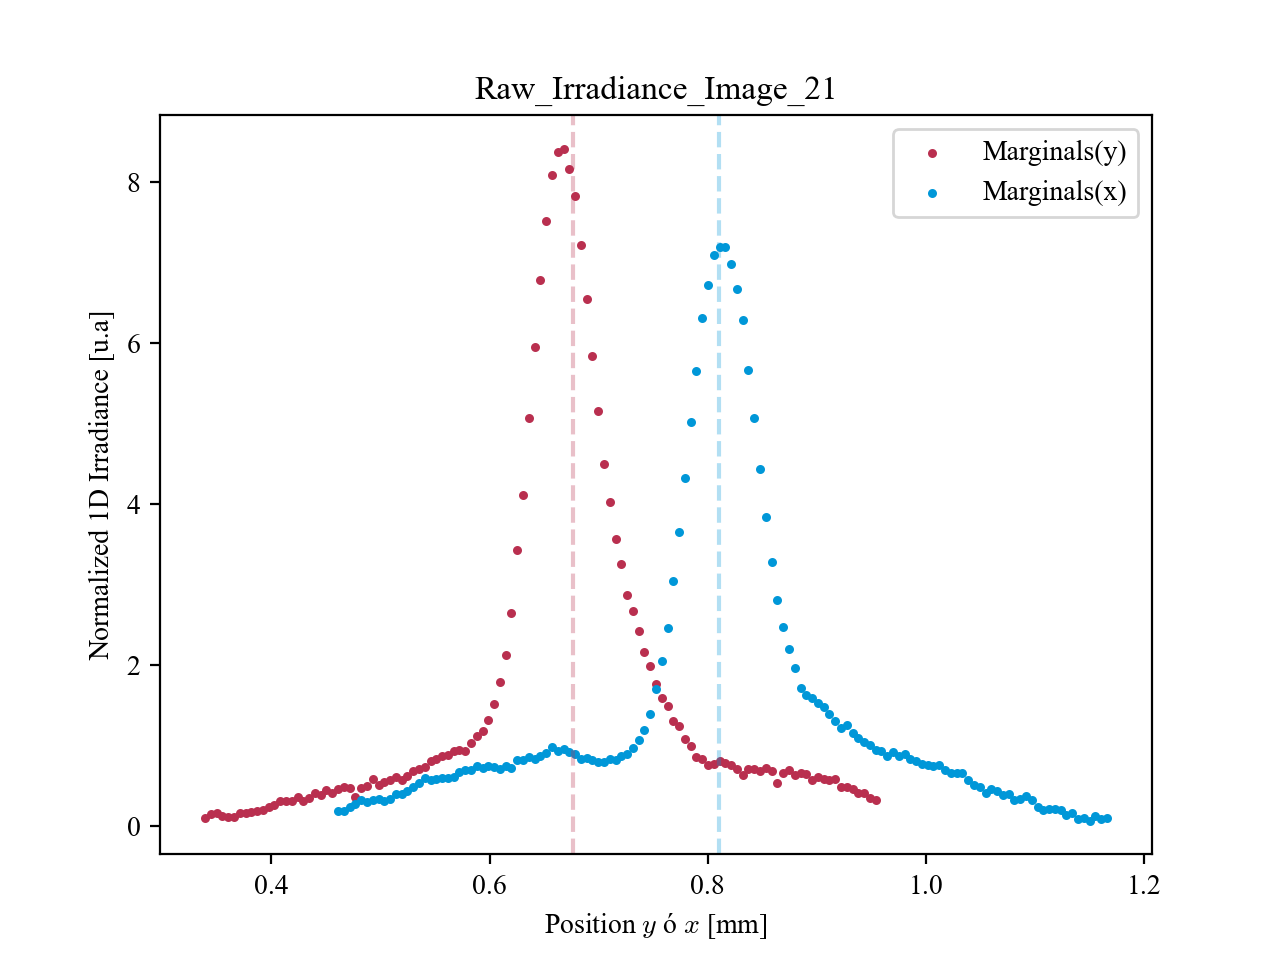 Raw_Irradiance_Image_21
Marginals(y)
Marginals(x)
Normalized 1D Irradiance [u.a]
8
6
4
2
0
0.4 0.6 0.8 1.0 1.2
Position y ó x [mm]